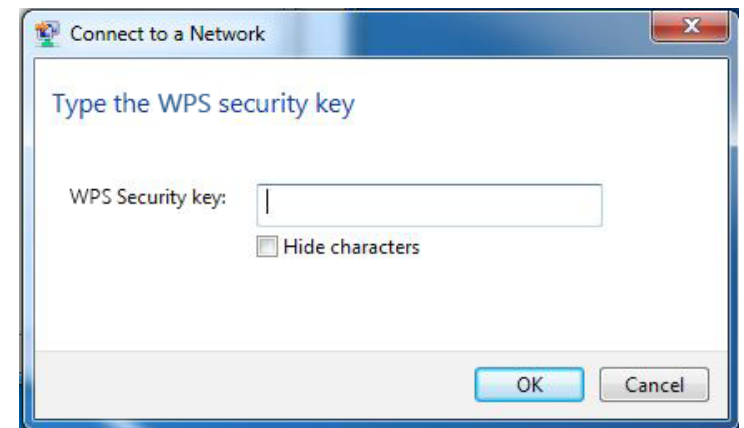 Connect to a Network
Type the WPS security key
WPS Security key:
Hide characters
OK Cancel